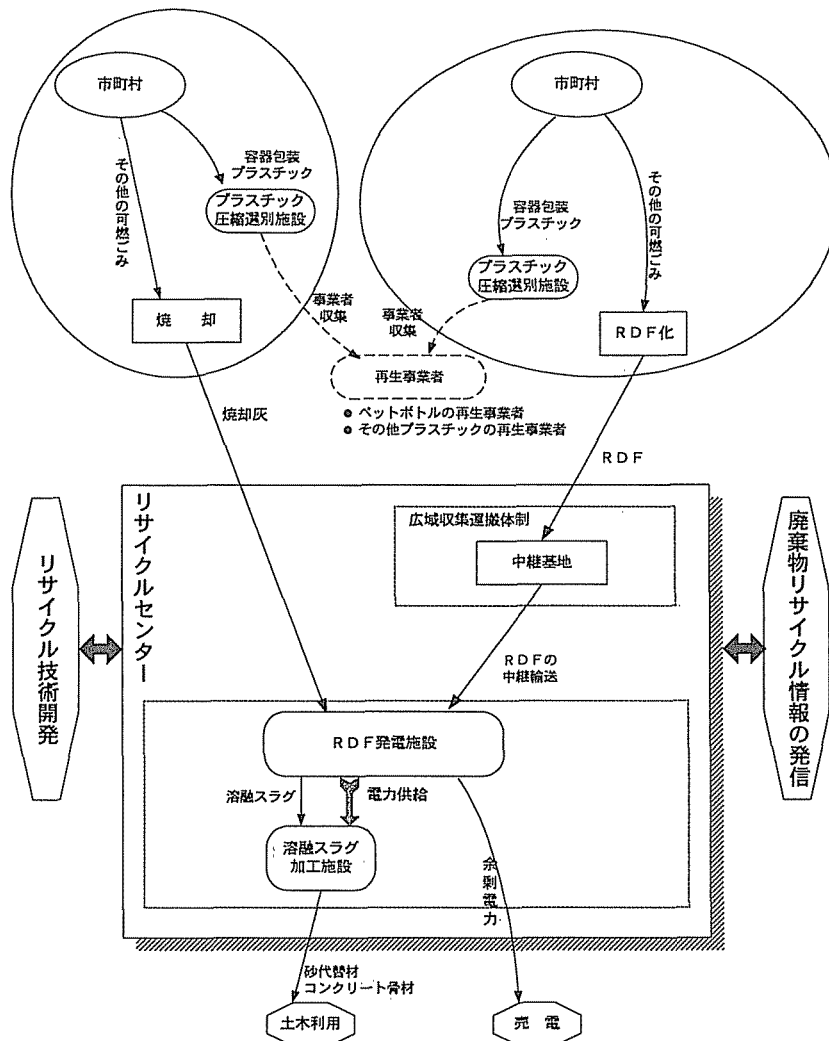 市町村
市町村
その他の可燃ごみ
容器包装
プラスチック
プラスチック
圧縮選別施設
容器包装
プラスチック
その他の可燃ごみ
プラスチック
圧縮選別施設
焼 却
事業者
収集
事業者
収集
RDF化
再生事業者
● ペットボトルの再生事業者
● その他プラスチックの再生事業者
焼却灰
RDF
リサイクル技術開発
リサイクルセンター
広域収集運搬体制
中継基地
廃棄物リサイクル情報の発信
RDFの
中継輸送
RDF発電施設
溶融スラグ
電力供給
溶融スラグ
加工施設
余剰電力
砂代替材
コンクリート骨材
土木利用
売 電